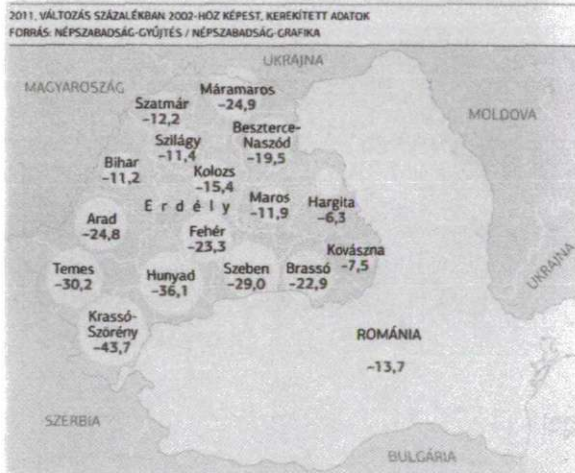 2011, VÁLTOZÁS SZÁZALÉKBAN 2002-HÖZ KÉPEST, KEREKÍTETT ADATOK
FORRÁS: NÉPSZABADSÁG-GYŰJTÉS / NÉPSZABADSÁG-GRAFIKA
UKRAJNA
MAGYAROSZÁG
Máramaros
-24,9
Szatmár
-12,2
MOLDOVA
Beszterce-
Naszód
-19,5
Szilágy
-11,4
Bihar
-11,2
Kolozs
-15,4
Maros
-11,9
Hargita
-6,3
Erdély
Arad
-24,8
Fehér
-23,3
Kovászna
-7,5
Temes
-30,2
Hunyad
-36,1
Szeben
-29,0
Brassó
-22,9
UKRAJNA
Krassó-
Szörény
-43,7
ROMÁNIA
-13,7
SZERBIA
BULGÁRIA